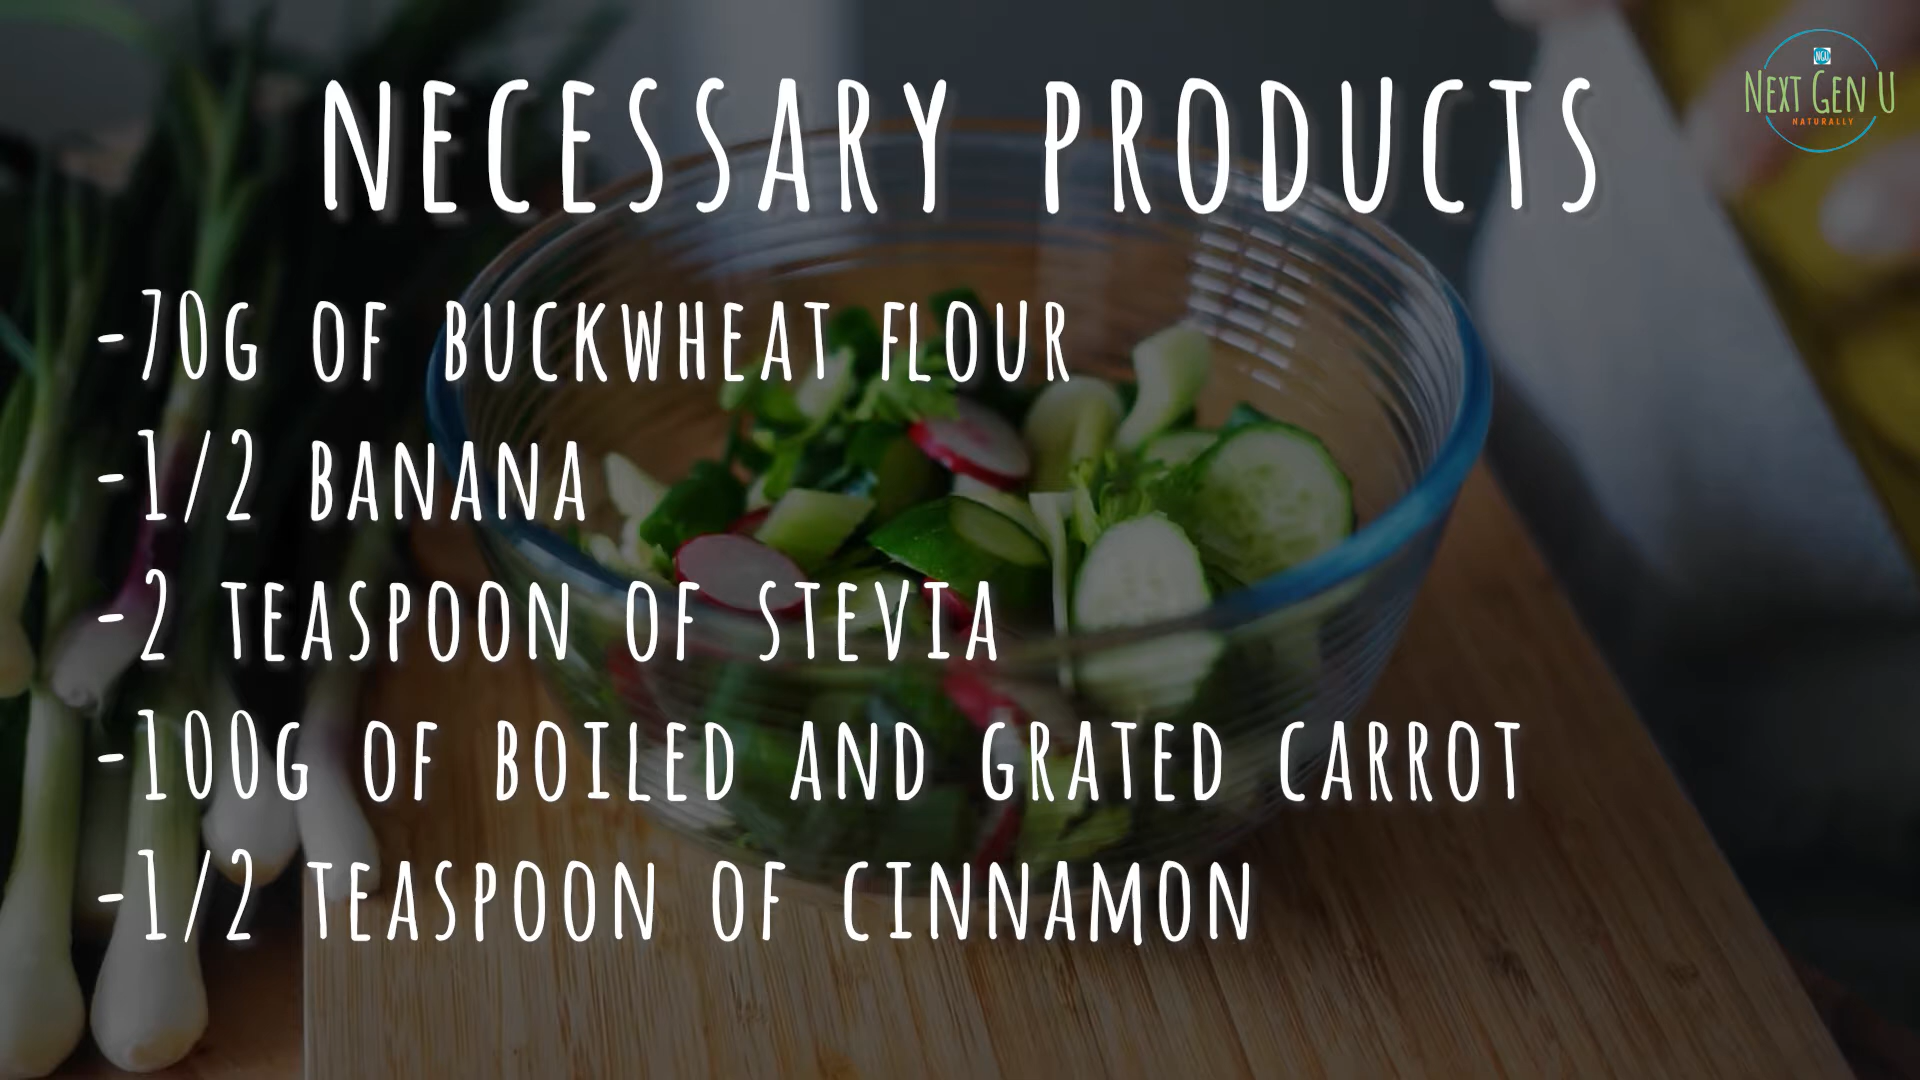 NECESSARY PRODUCTS
NGU
NEXT GEN U
NATURALLY
-70G OF BUCKWHEAT FLOUR
-1/2 BANANA
-2 TEASPOON OF STEVIA
-100G OF BOILED AND GRATED CARROT
-1/2 TEASPOON OF CINNAMON